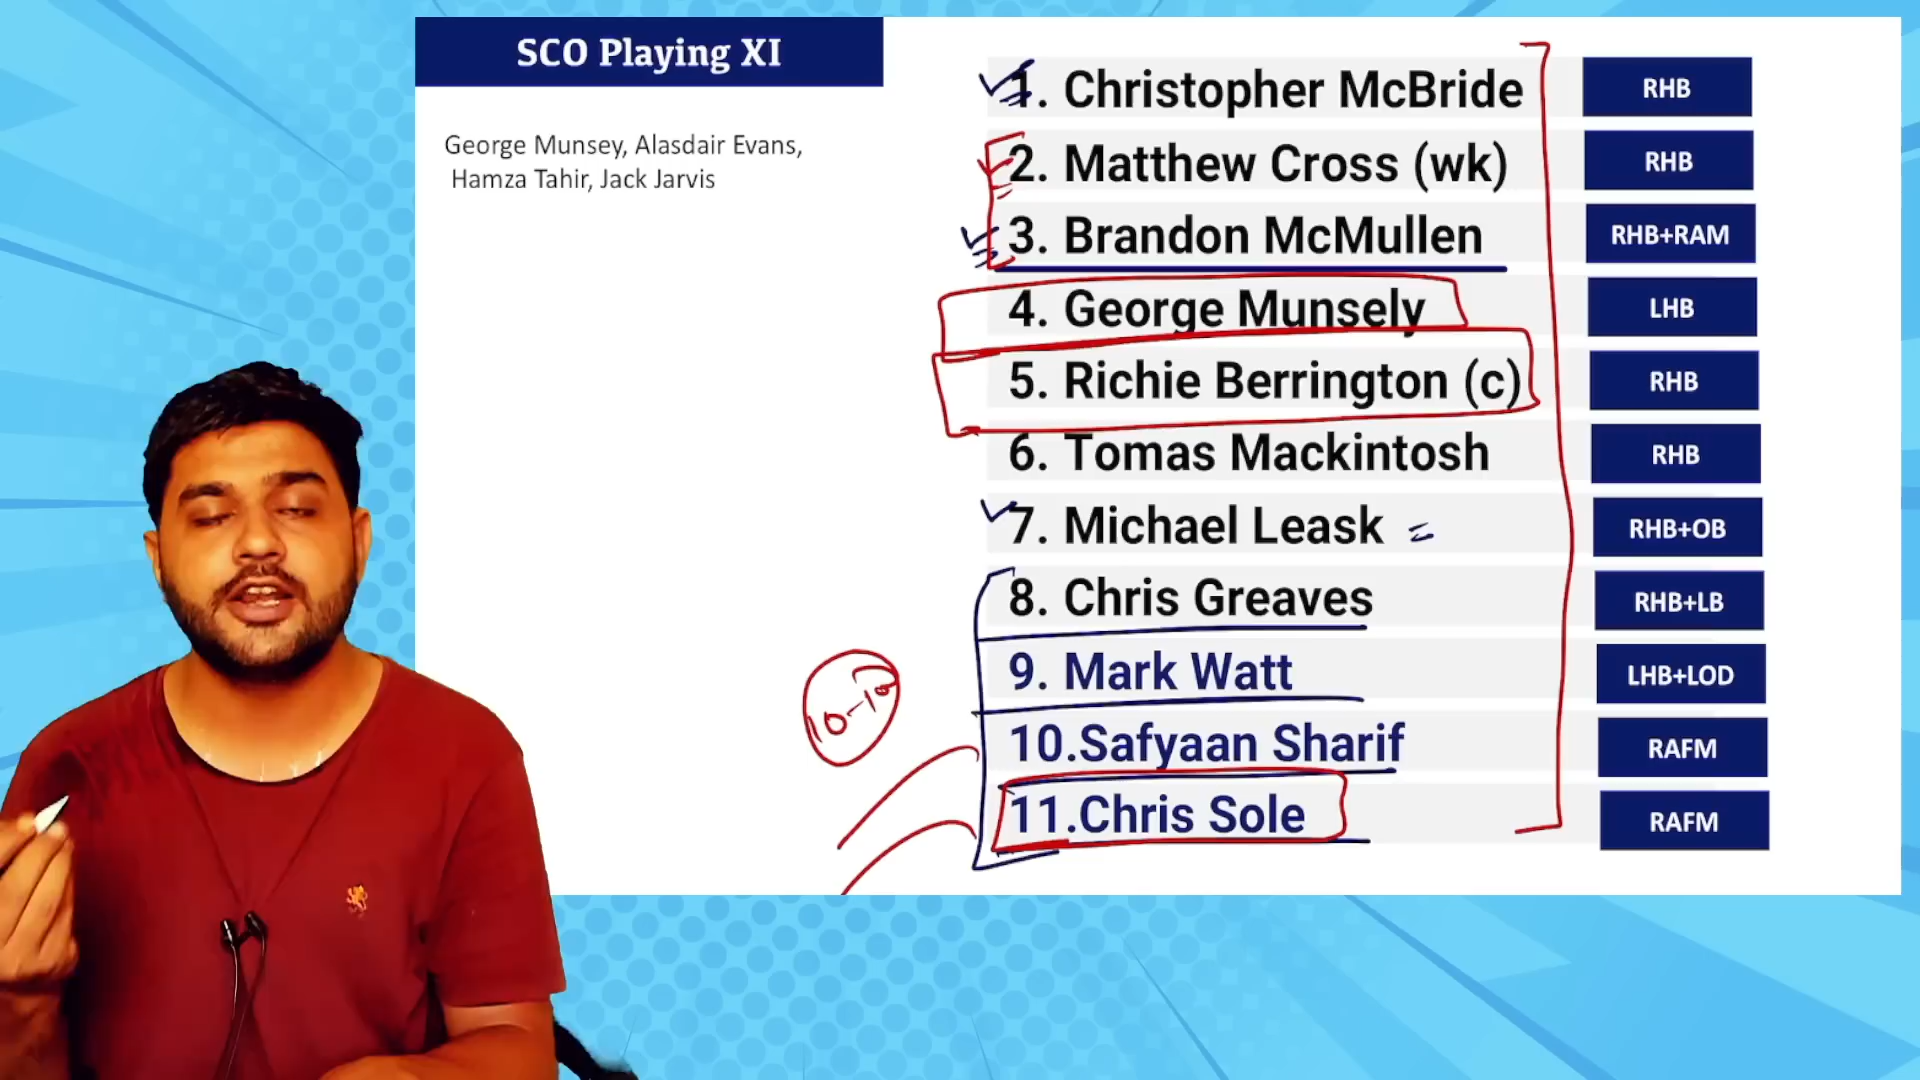 SCO Playing XI
George Munsey, Alasdair Evans,
Hamza Tahir, Jack Jarvis
1. Christopher McBride RHB
2. Matthew Cross (wk) RHB
3. Brandon McMullen RHB+RAM
4. George Munsely LHB
5. Richie Berrington (c) RHB
6. Tomas Mackintosh RHB
7. Michael Leask RHB+OB
8. Chris Greaves RHB+LB
9. Mark Watt LHB+LOD
10.Safyaan Sharif RAFM
11.Chris Sole RAFM
10-10